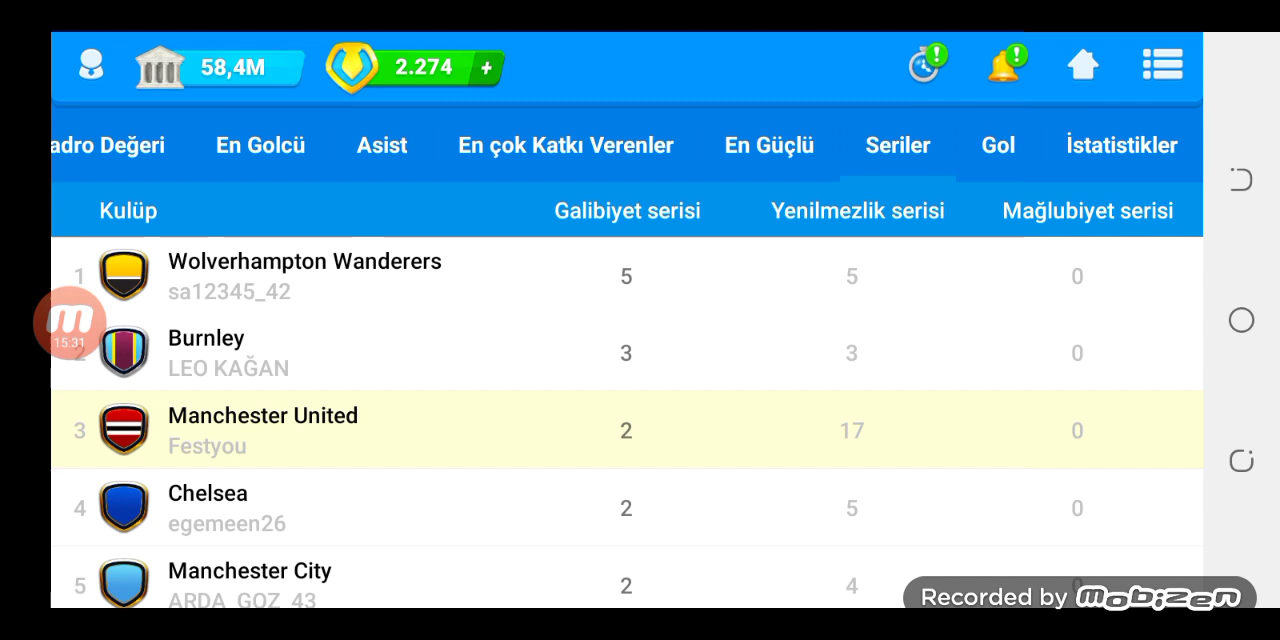 58,4M
2.274 +
adro Değeri En Golcü Asist En çok Katkı Verenler En Güçlü Seriler Gol İstatistikler
Kulüp Galibiyet serisi Yenilmezlik serisi Mağlubiyet serisi
1 Wolverhampton Wanderers 5 5 0
sa12345_42
15:31
2 Burnley 3 3 0
LEO KAĞAN
3 Manchester United 2 17 0
Festyou
4 Chelsea 2 5 0
egemeen26
5 Manchester City 2 4 0
ARDA_GOZ_43
Recorded by mobizen